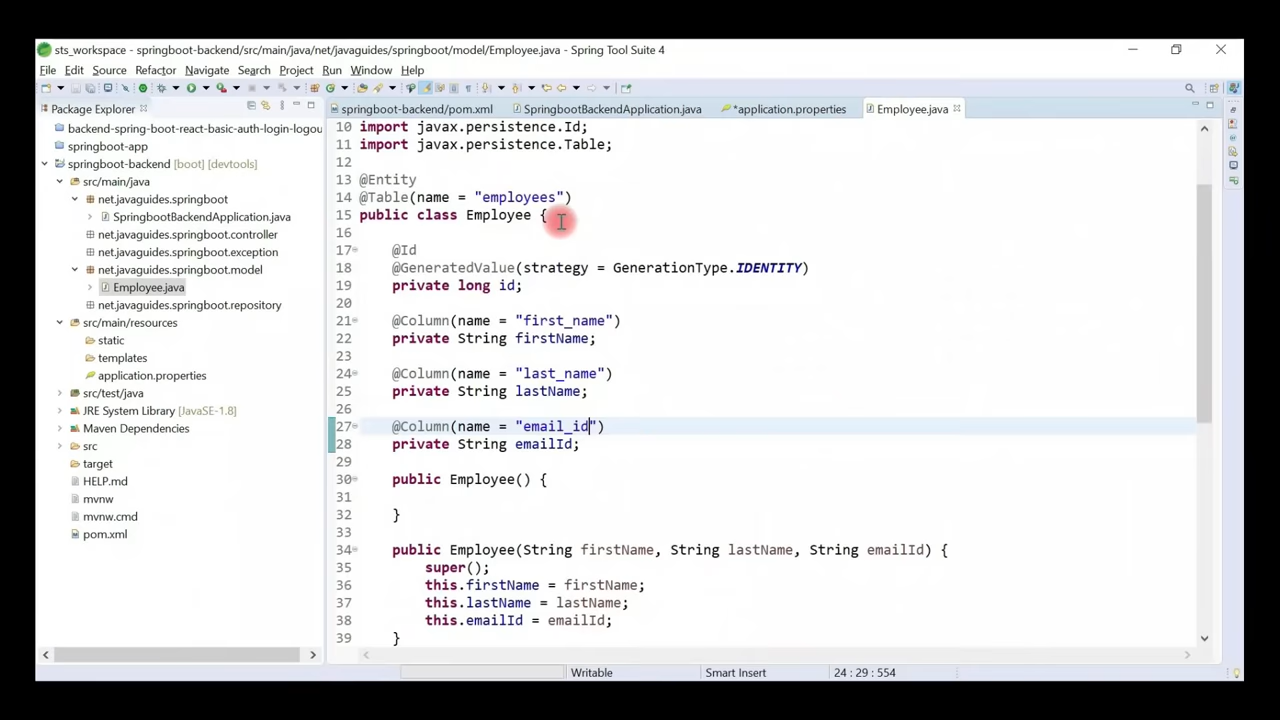 sts_workspace - springboot-backend/src/main/java/net/javaguides/springboot/model/Employee.java - Spring Tool Suite 4
File Edit Source Refactor Navigate Search Project Run Window Help
Package Explorer
backend-spring-boot-react-basic-auth-login-logou
springboot-app
springboot-backend [boot] [devtools]
src/main/java
net.javaguides.springboot
SpringbootBackendApplication.java
net.javaguides.springboot.controller
net.javaguides.springboot.exception
net.javaguides.springboot.model
Employee.java
net.javaguides.springboot.repository
src/main/resources
static
templates
application.properties
src/test/java
JRE System Library [JavaSE-1.8]
Maven Dependencies
src
target
HELP.md
mvnw
mvnw.cmd
pom.xml
springboot-backend/pom.xml SpringbootBackendApplication.java *application.properties Employee.java
10 import javax.persistence.Id;
11 import javax.persistence.Table;
12
13 @Entity
14 @Table(name = "employees")
15 public class Employee {
16
17 @Id
18 @GeneratedValue(strategy = GenerationType.IDENTITY)
19 private long id;
20
21 @Column(name = "first_name")
22 private String firstName;
23
24 @Column(name = "last_name")
25 private String lastName;
26
27 @Column(name = "email_id")
28 private String emailId;
29
30 public Employee() {
31
32 }
33
34 public Employee(String firstName, String lastName, String emailId) {
35 super();
36 this.firstName = firstName;
37 this.lastName = lastName;
38 this.emailId = emailId;
39 }
Writable Smart Insert 24 : 29 : 554